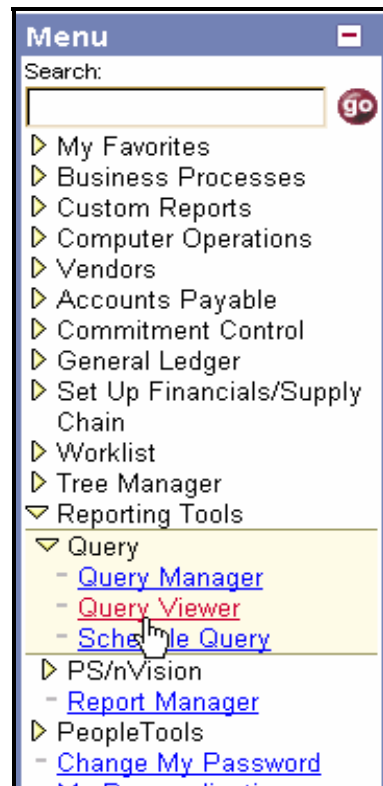 Menu
Search:
go
My Favorites
Business Processes
Custom Reports
Computer Operations
Vendors
Accounts Payable
Commitment Control
General Ledger
Set Up Financials/Supply
Chain
Worklist
Tree Manager
Reporting Tools
Query
Query Manager
Query Viewer
Schedule Query
PS/nVision
Report Manager
PeopleTools
Change My Password